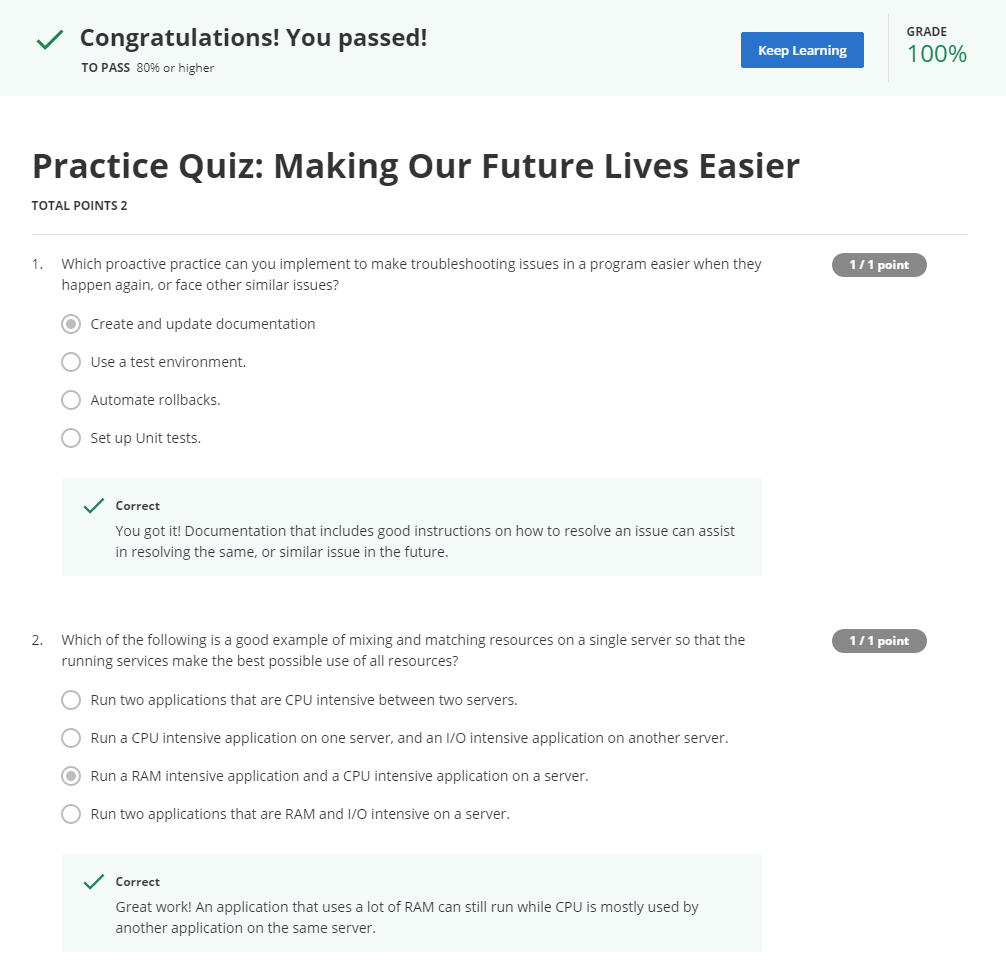 Congratulations! You passed!
TO PASS 80% or higher
Keep Learning
GRADE
100%
Practice Quiz: Making Our Future Lives Easier
TOTAL POINTS 2
1. Which proactive practice can you implement to make troubleshooting issues in a program easier when they
happen again, or face other similar issues?
1 / 1 point
Create and update documentation
Use a test environment.
Automate rollbacks.
Set up Unit tests.
Correct
You got it! Documentation that includes good instructions on how to resolve an issue can assist
in resolving the same, or similar issue in the future.
2. Which of the following is a good example of mixing and matching resources on a single server so that the
running services make the best possible use of all resources?
1 / 1 point
Run two applications that are CPU intensive between two servers.
Run a CPU intensive application on one server, and an I/O intensive application on another server.
Run a RAM intensive application and a CPU intensive application on a server.
Run two applications that are RAM and I/O intensive on a server.
Correct
Great work! An application that uses a lot of RAM can still run while CPU is mostly used by
another application on the same server.